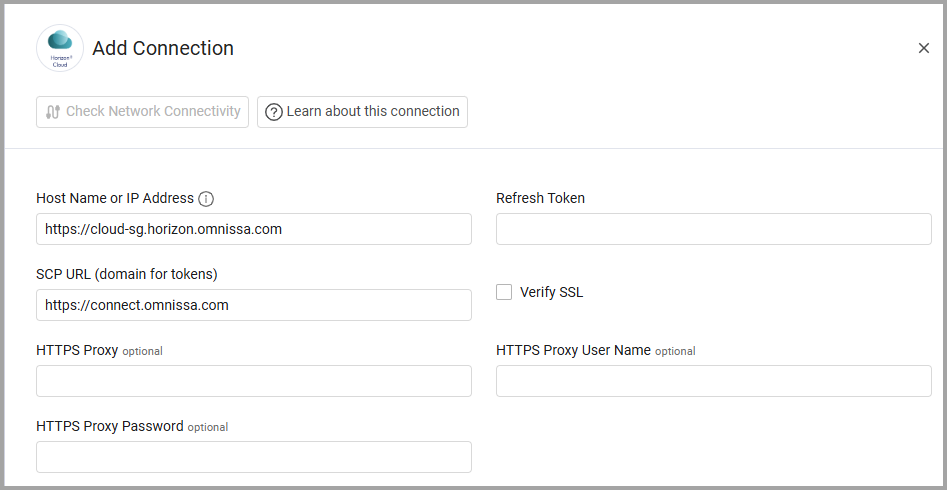 Horizon®
Cloud
Add Connection
Check Network Connectivity
Learn about this connection
Host Name or IP Address
Refresh Token
https://cloud-sg.horizon.omnissa.com
SCP URL (domain for tokens)
Verify SSL
https://connect.omnissa.com
HTTPS Proxy optional
HTTPS Proxy User Name optional
HTTPS Proxy Password optional